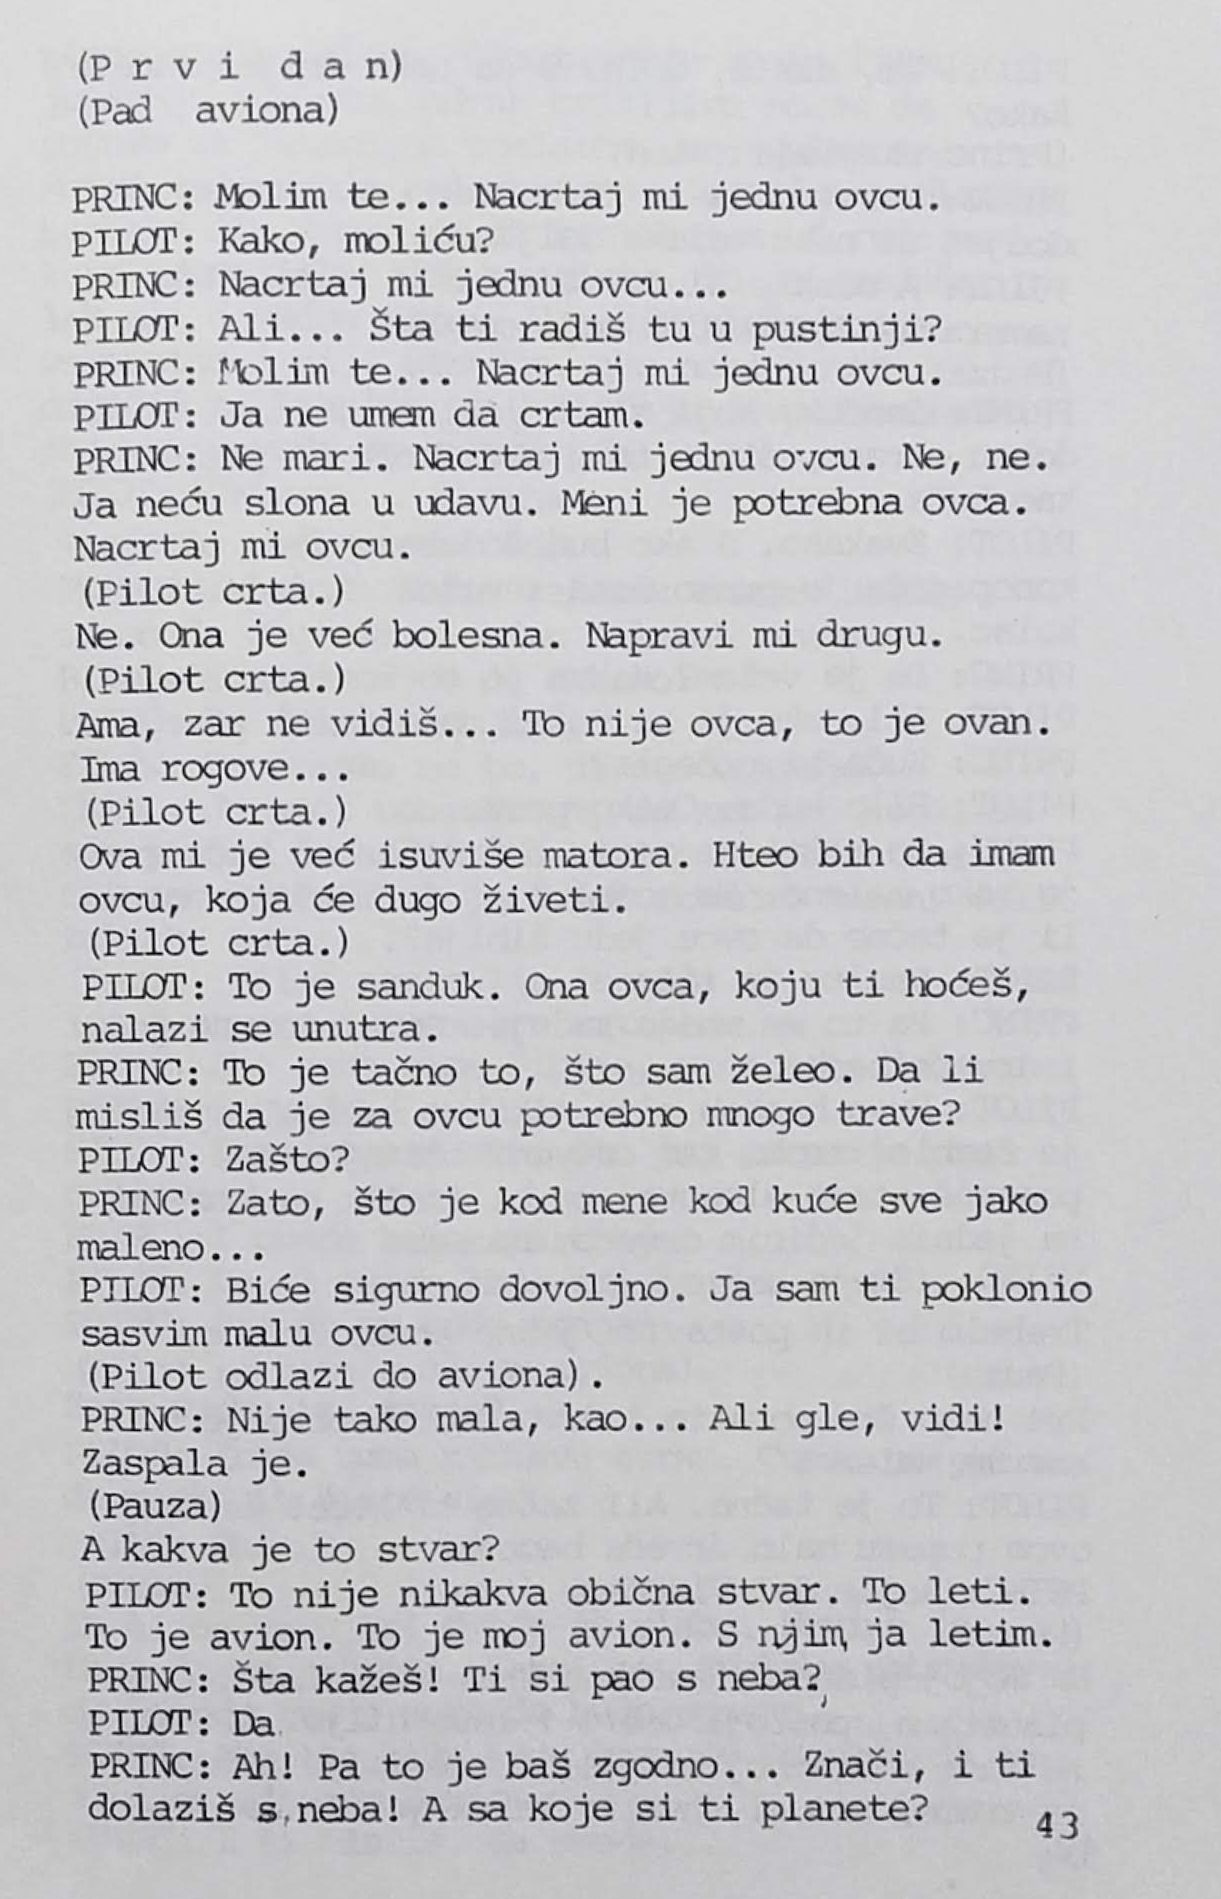 (P r v i  d a n)
(Pad aviona)
PRINC: Molim te... Nacrtaj mi jednu ovcu.
PILOT: Kako, moliću?
PRINC: Nacrtaj mi jednu ovcu...
PILOT: Ali... Šta ti radiš tu u pustinji?
PRINC: Molim te... Nacrtaj mi jednu ovcu.
PILOT: Ja ne umem da crtam.
PRINC: Ne mari. Nacrtaj mi jednu ovcu. Ne, ne.
Ja neću slona u udavu. Meni je potrebna ovca.
Nacrtaj mi ovcu.
(Pilot crta.)
Ne. Ona je već bolesna. Napravi mi drugu.
(Pilot crta.)
Ama, zar ne vidiš... To nije ovca, to je ovan.
Ima rogove...
(Pilot crta.)
Ova mi je već isuviše matora. Hteo bih da imam
ovcu, koja će dugo živeti.
(Pilot crta.)
PILOT: To je sanduk. Ona ovca, koju ti hoćeš,
nalazi se unutra.
PRINC: To je tačno to, što sam želeo. Da li
misliš da je za ovcu potrebno mnogo trave?
PILOT: Zašto?
PRINC: Zato, što je kod mene kod kuće sve jako
maleno...
PILOT: Biće sigurno dovoljno. Ja sam ti poklonio
sasvim malu ovcu.
(Pilot odlazi do aviona).
PRINC: Nije tako mala, kao... Ali gle, vidi!
Zaspala je.
(Pauza)
A kakva je to stvar?
PILOT: To nije nikakva obična stvar. To leti.
To je avion. To je moj avion. S njim ja letim.
PRINC: Šta kažeš! Ti si pao s neba?
PILOT: Da.
PRINC: Ah! Pa to je baš zgodno... Znači, i ti
dolaziš s neba! A sa koje si ti planete?
43